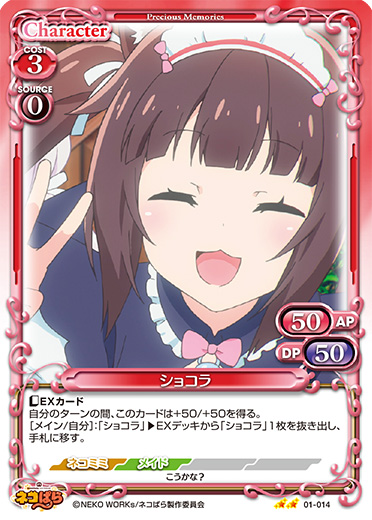 Precious Memories
Character
COST
3
SOURCE
0
50 AP
DP 50
ショコラ
EXカード
自分のターンの間、このカードは+50/+50を得る。
[メイン/自分]:「ショコラ」▶EXデッキから「ショコラ」1枚を抜き出し、
手札に移す。
ネコミミ メイド
こうかな?
ネコぱら
©NEKO WORKs/ネコぱら製作委員会
01-014